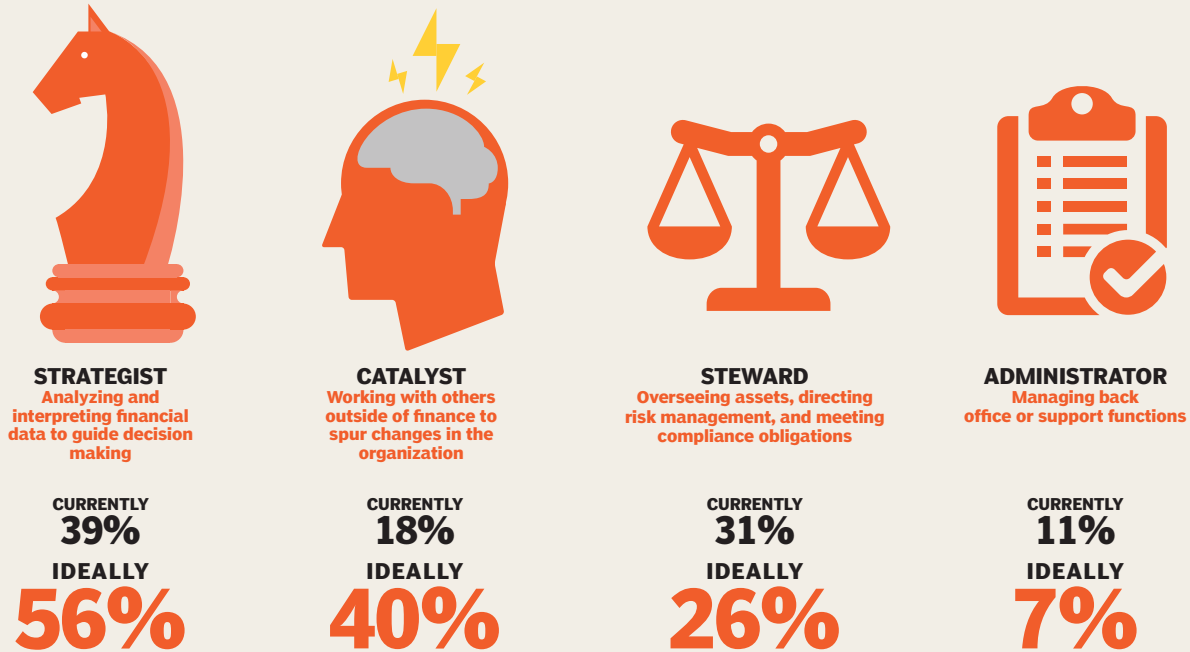 STRATEGIST
Analyzing and
interpreting financial
data to guide decision
making
CURRENTLY
39%
IDEALLY
56%
CATALYST
Working with others
outside of finance to
spur changes in the
organization
CURRENTLY
18%
IDEALLY
40%
STEWARD
Overseeing assets, directing
risk management, and meeting
compliance obligations
CURRENTLY
31%
IDEALLY
26%
ADMINISTRATOR
Managing back
office or support functions
CURRENTLY
11%
IDEALLY
7%